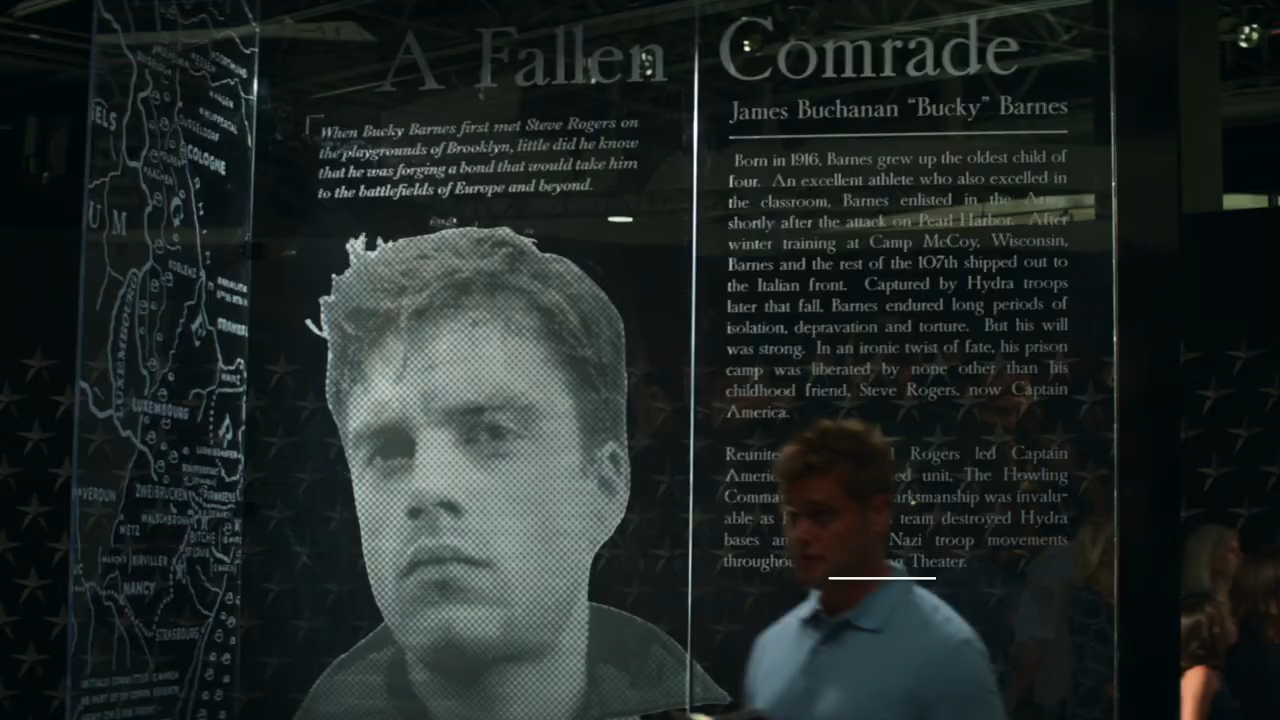 A Fallen Comrade
When Bucky Barnes first met Steve Rogers on
the playgrounds of Brooklyn, little did he know
that he was forging a bond that would take him
to the battlefields of Europe and beyond.
James Buchanan “Bucky” Barnes
Born in 1916, Barnes grew up the oldest child of
four. An excellent athlete who also excelled in
the classroom, Barnes enlisted in the Army
shortly after the attack on Pearl Harbor. After
winter training at Camp McCoy, Wisconsin,
Barnes and the rest of the 107th shipped out to
the Italian front. Captured by Hydra troops
later that fall, Barnes endured long periods of
isolation, depravation and torture. But his will
was strong. In an ironic twist of fate, his prison
camp was liberated by none other than his
childhood friend, Steve Rogers, now Captain
America.
Reunite Rogers led Captain
Americ ed unit, The Howling
Comma arksmanship was invalu-
able as team destroyed Hydra
bases an Nazi troop movements
throughou Theater.
COLOGNE
U M
KOBLENZ
LUXEMBOURG
LUXEMBOURG
MAINZ
VERDUN
ZWEIBRUCKEN
METZ
BITCHE
ST LOUIS
NANCY
STRASBOURG